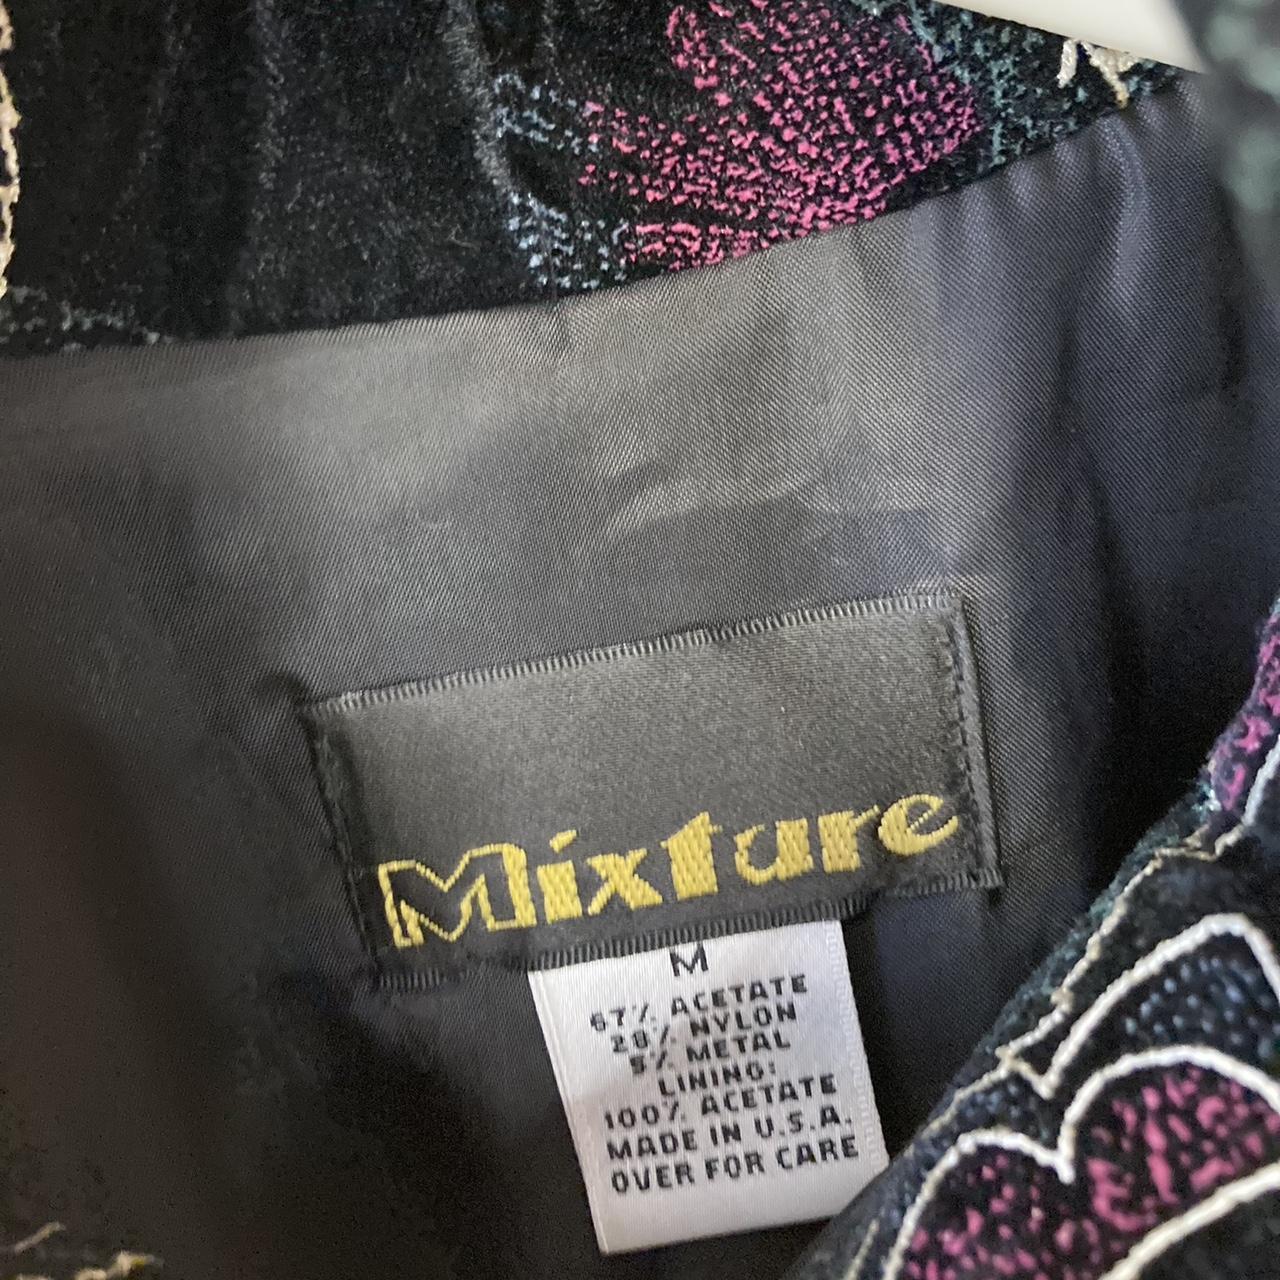 Mixture
M
67% ACETATE
28% NYLON
5% METAL
LINING:
100% ACETATE
MADE IN U.S.A.
OVER FOR CARE